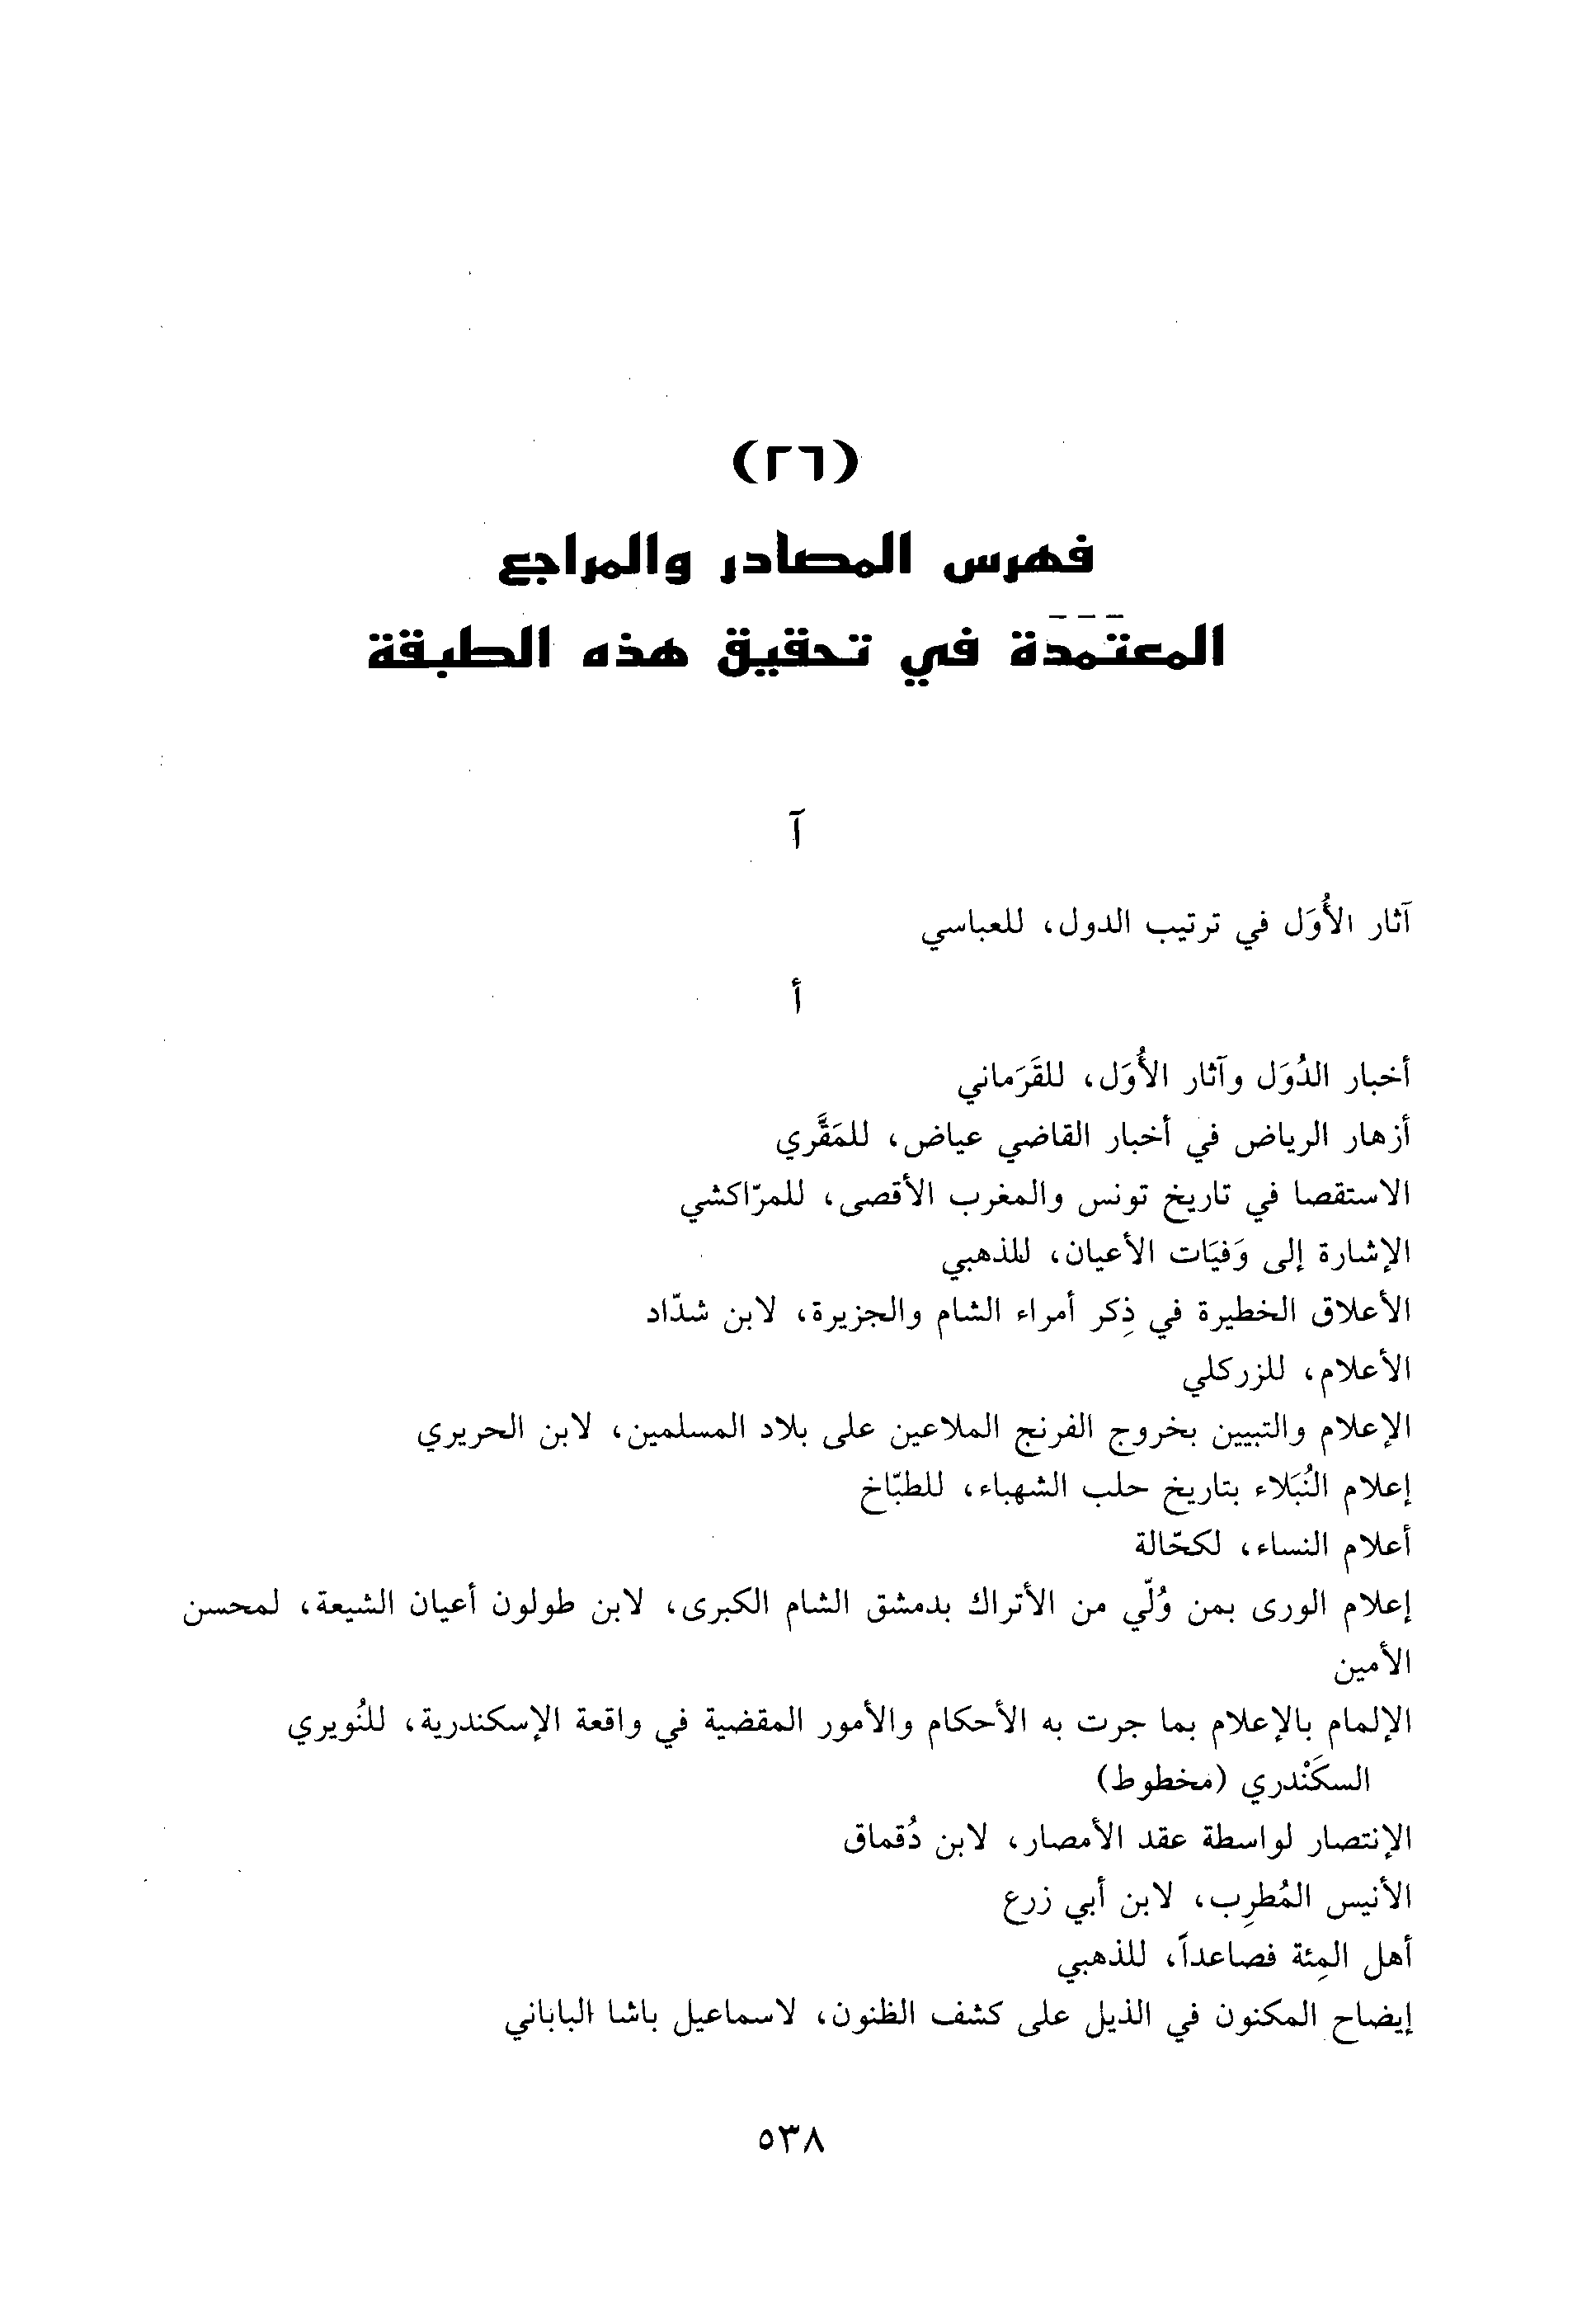 (٢٦)
فهرس المصادر والمراجع
المعتمدة في تحقيق هذه الطبقة
آ
آثار الأُوَل في ترتيب الدول، للعباسي
أ
أخبار الدُوَل وآثار الأُوَل، للقَرَماني
أزهار الرياض في أخبار القاضي عياض، للمَقَّري
الاستقصا في تاريخ تونس والمغرب الأقصى، للمرّاكشي
الإشارة إلى وَفيَات الأعيان، للذهبي
الأعلاق الخطيرة في ذِكر أمراء الشام والجزيرة، لابن شدّاد
الأعلام، للزركلي
الإعلام والتبيين بخروج الفرنج الملاعين على بلاد المسلمين، لابن الحريري
إعلام النُبَلاء بتاريخ حلب الشهباء، للطبّاخ
أعلام النساء، لكحّالة
إعلام الورى بمن وُلّي من الأتراك بدمشق الشام الكبرى، لابن طولون أعيان الشيعة، لمحسن
الأمين
الإلمام بالإعلام بما جرت به الأحكام والأمور المقضية في واقعة الإسكندرية، للنُويري
السكَنْدري (مخطوط)
الإنتصار لواسطة عقد الأمصار، لابن دُقماق
الأنيس المُطرِب، لابن أبي زرع
أهل المِئة فصاعداً، للذهبي
إيضاح المكنون في الذيل على كشف الظنون، لاسماعيل باشا الباباني
٥٣٨